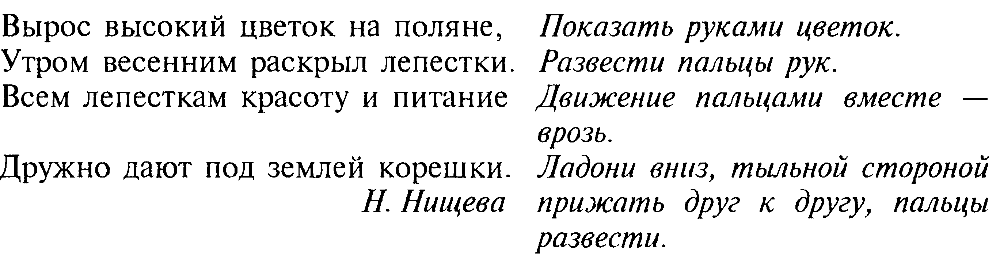 Вырос высокий цветок на поляне, Показать руками цветок.
Утром весенним раскрыл лепестки. Развести пальцы рук.
Всем лепесткам красоту и питание Движение пальцами вместе —
врозь.
Дружно дают под землей корешки. Ладони вниз, тыльной стороной
Н. Нищева прижать друг к другу, пальцы
развести.